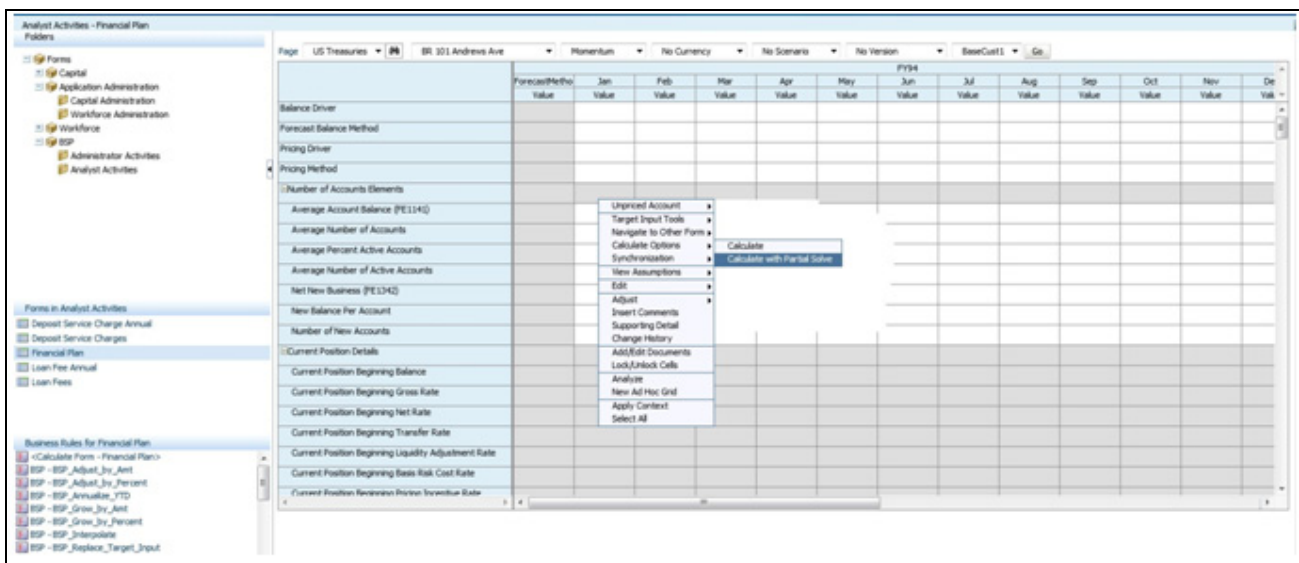 Analyst Activities - Financial Plan
Folders
Forms
Capital
Application Administration
Capital Administration
Workforce Administration
Workforce
BSP
Administrator Activities
Analyst Activities
Forms in Analyst Activities
Deposit Service Charge Annual
Deposit Service Charges
Financial Plan
Loan Fee Annual
Loan Fees
Business Rules for Financial Plan
<Calculate Form - Financial Plan>
BSP - BSP_Adjust_by_Amt
BSP - BSP_Adjust_by_Percent
BSP - BSP_Annualize_YTD
BSP - BSP_Grow_by_Amt
BSP - BSP_Grow_by_Percent
BSP - BSP_Interpolate
BSP - BSP_Replace_Target_Input
Page US Treasuries BR 101 Andrews Ave Momentum No Currency No Scenario No Version BaseCust1 Go
FY94
ForecastMetho Jan Feb Mar Apr May Jun Jul Aug Sep Oct Nov De
Value Value Value Value Value Value Value Value Value Value Value Value Valu
Balance Driver
Forecast Balance Method
Pricing Driver
Pricing Method
Number of Accounts Elements
Average Account Balance (FE1141)
Average Number of Accounts
Average Percent Active Accounts
Average Number of Active Accounts
Net New Business (FE1342)
New Balance Per Account
Number of New Accounts
Current Position Details
Current Position Beginning Balance
Current Position Beginning Gross Rate
Current Position Beginning Net Rate
Current Position Beginning Transfer Rate
Current Position Beginning Liquidity Adjustment Rate
Current Position Beginning Basis Risk Cost Rate
Current Position Beginning Pricing Incentive Rate
Unpriced Account
Target Input Tools
Navigate to Other Form
Calculate Options
Synchronization
View Assumptions
Edit
Adjust
Insert Comments
Supporting Detail
Change History
Add/Edit Documents
Lock/Unlock Cells
Analyze
New Ad Hoc Grid
Apply Context
Select All
Calculate
Calculate with Partial Solve